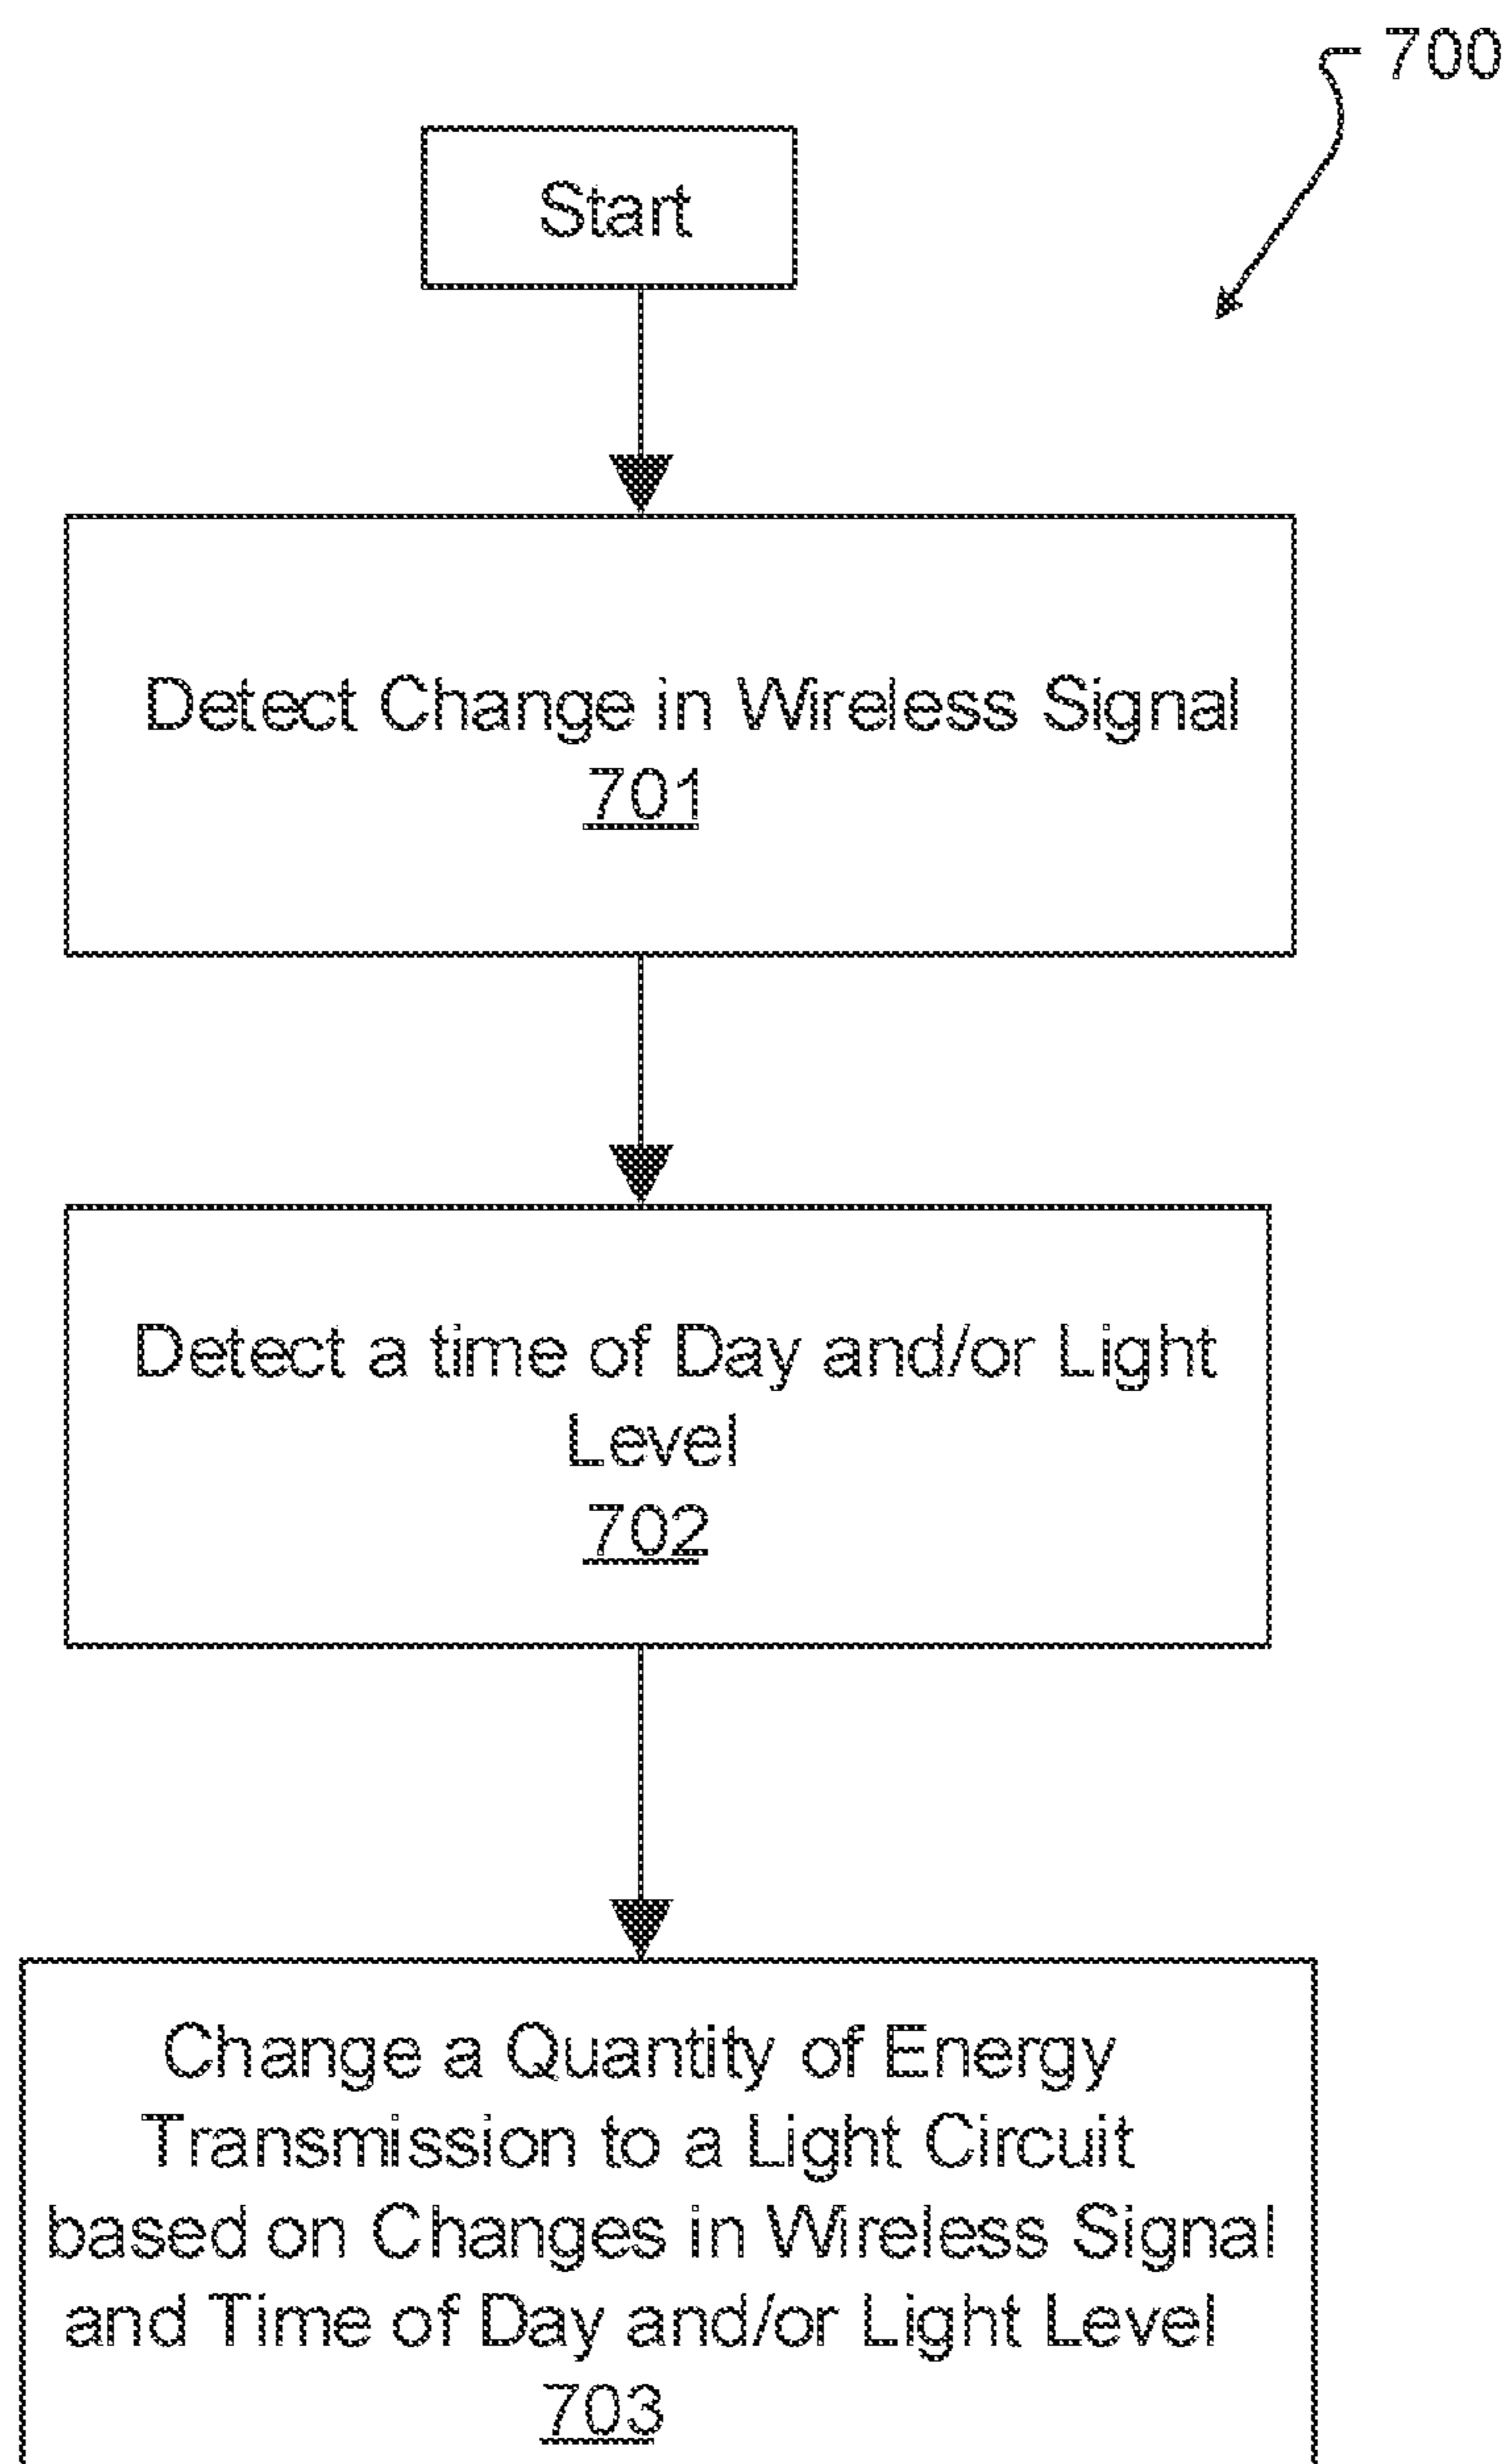 700
Start
Detect Change in Wireless Signal
701
Detect a time of Day and/or Light
Level
702
Change a Quantity of Energy
Transmission to a Light Circuit
based on Changes in Wireless Signal
and Time of Day and/or Light Level
703